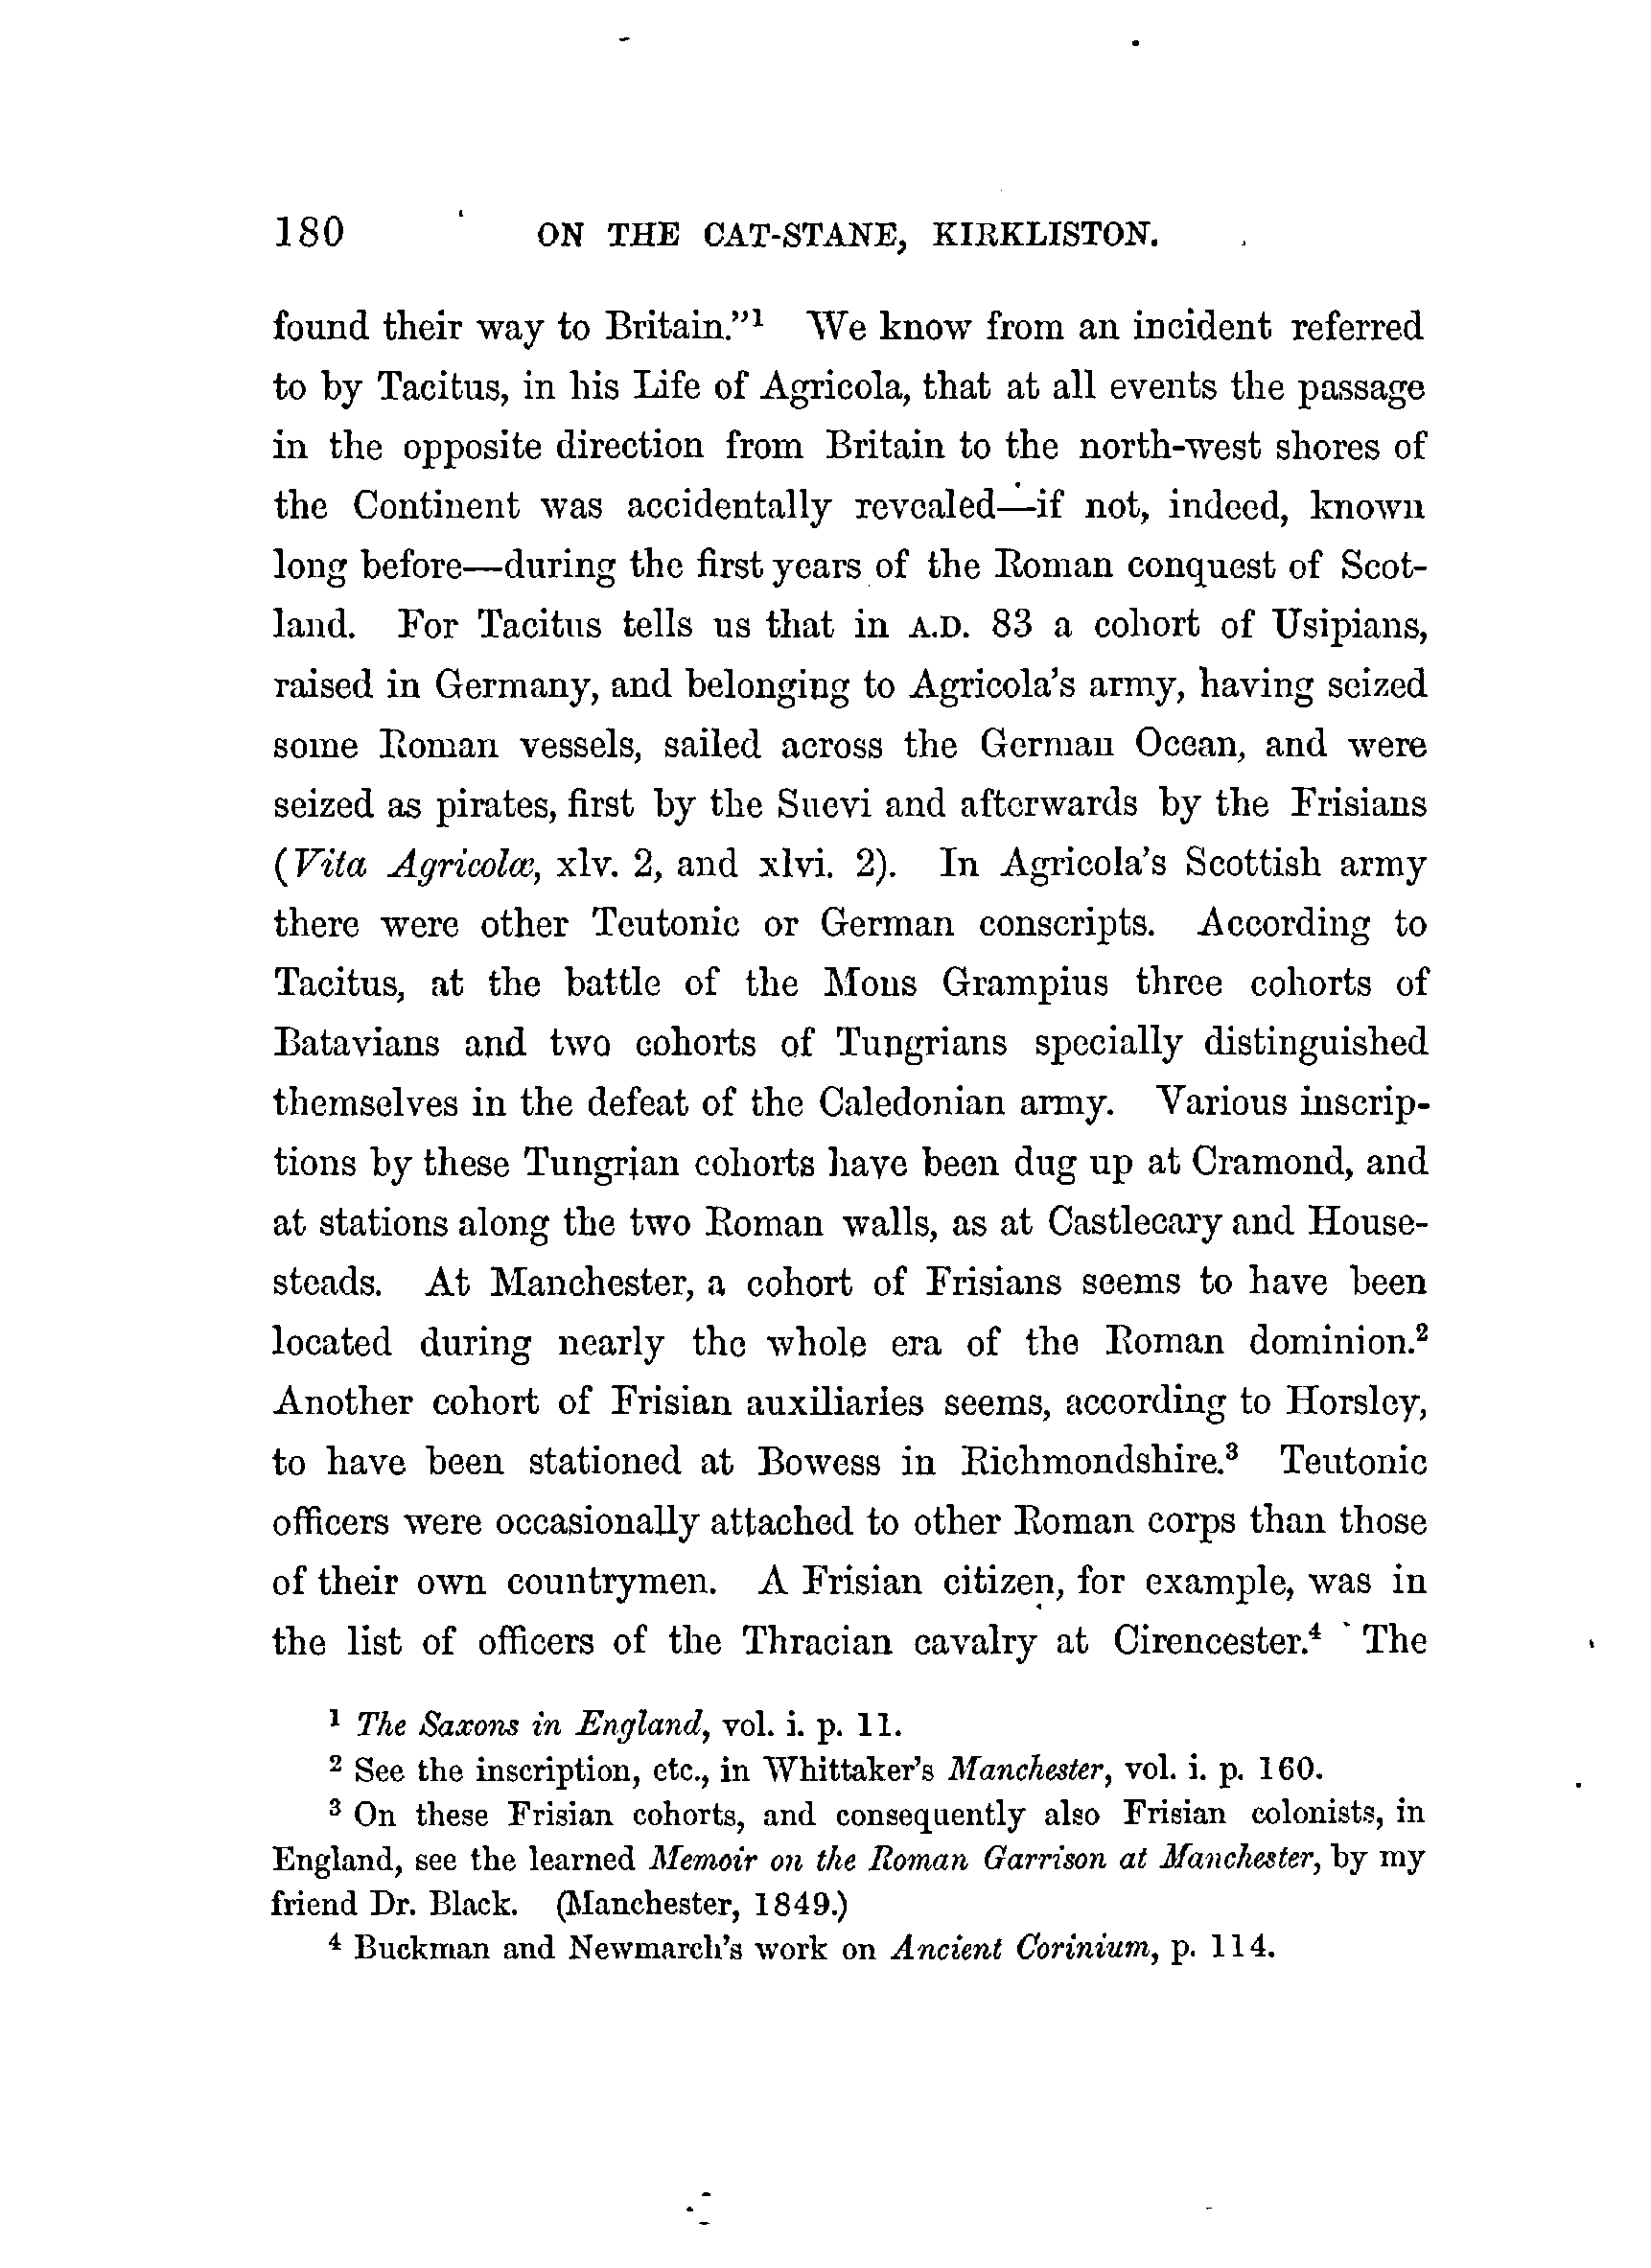 180 ON THE CAT-STANE, KIRKLISTON.
found their way to Britain."¹ We know from an incident referred
to by Tacitus, in his Life of Agricola, that at all events the passage
in the opposite direction from Britain to the north-west shores of
the Continent was accidentally revealed—if not, indeed, known
long before—during the first years of the Roman conquest of Scot-
land. For Tacitus tells us that in A.D. 83 a cohort of Usipians,
raised in Germany, and belonging to Agricola's army, having seized
some Roman vessels, sailed across the German Ocean, and were
seized as pirates, first by the Suevi and afterwards by the Frisians
(Vita Agricolæ, xlv. 2, and xlvi. 2). In Agricola's Scottish army
there were other Teutonic or German conscripts. According to
Tacitus, at the battle of the Mons Grampius three cohorts of
Batavians and two cohorts of Tungrians specially distinguished
themselves in the defeat of the Caledonian army. Various inscrip-
tions by these Tungrian cohorts have been dug up at Cramond, and
at stations along the two Roman walls, as at Castlecary and House-
steads. At Manchester, a cohort of Frisians seems to have been
located during nearly the whole era of the Roman dominion.²
Another cohort of Frisian auxiliaries seems, according to Horsley,
to have been stationed at Bowess in Richmondshire.³ Teutonic
officers were occasionally attached to other Roman corps than those
of their own countrymen. A Frisian citizen, for example, was in
the list of officers of the Thracian cavalry at Cirencester.⁴ The
¹ The Saxons in England, vol. i. p. 11.
² See the inscription, etc., in Whittaker's Manchester, vol. i. p. 160.
³ On these Frisian cohorts, and consequently also Frisian colonists, in
England, see the learned Memoir on the Roman Garrison at Manchester, by my
friend Dr. Black. (Manchester, 1849.)
⁴ Buckman and Newmarch's work on Ancient Corinium, p. 114.